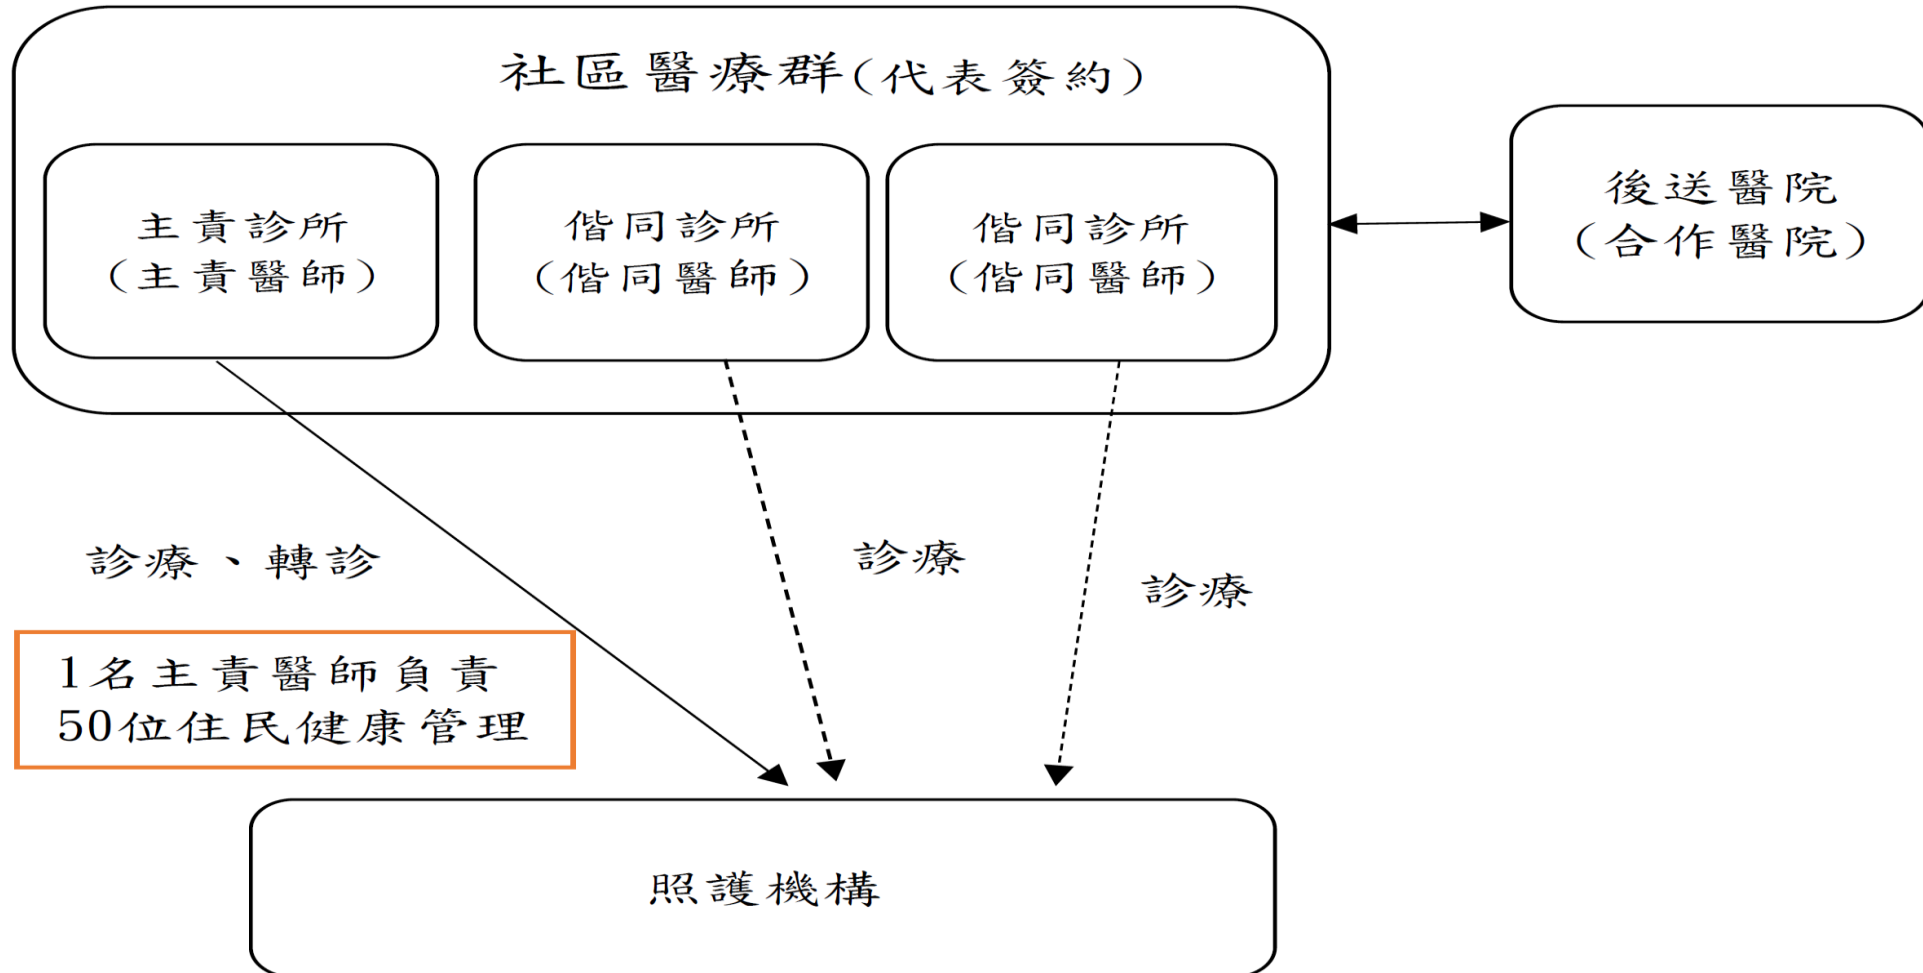 社區醫療群(代表簽約)
主責診所
(主責醫師)
偕同診所
(偕同醫師)
偕同診所
(偕同醫師)
後送醫院
(合作醫院)
診療、轉診
診療
診療
1名主責醫師負責
50位住民健康管理
照護機構